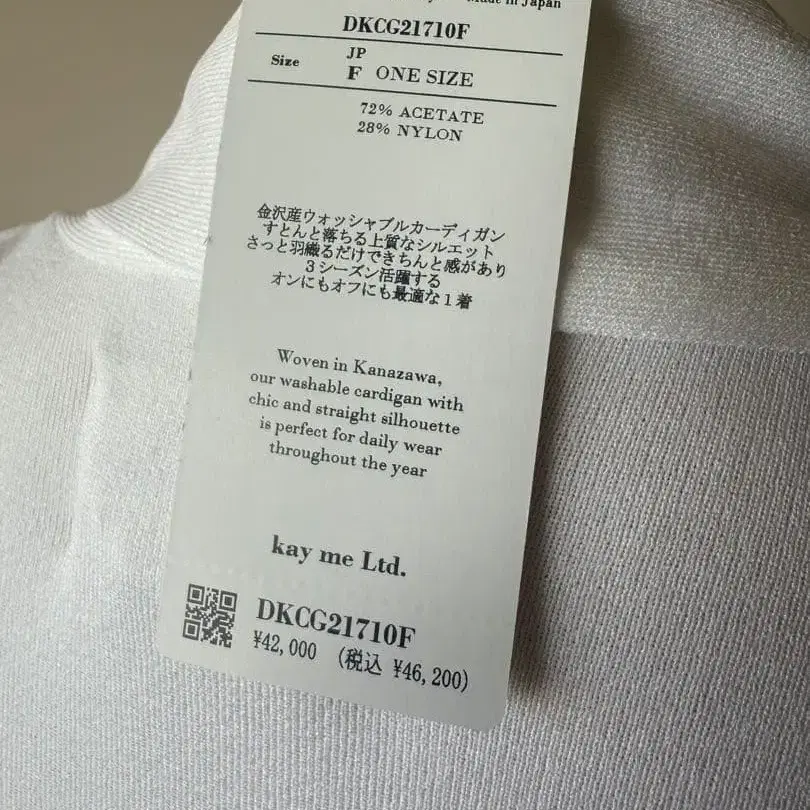 Made in Japan
DKCG21710F
Size
JP
F ONE SIZE
72% ACETATE
28% NYLON
金沢産ウォッシャブルカーディガン
すとんと落ちる上質なシルエット
さっと羽織るだけできちんと感があり
3シーズン活躍する
オンにもオフにも最適な1着
Woven in Kanazawa,
our washable cardigan with
chic and straight silhouette
is perfect for daily wear
throughout the year
kay me Ltd.
DKCG21710F
¥42,000 (税込 ¥46,200)